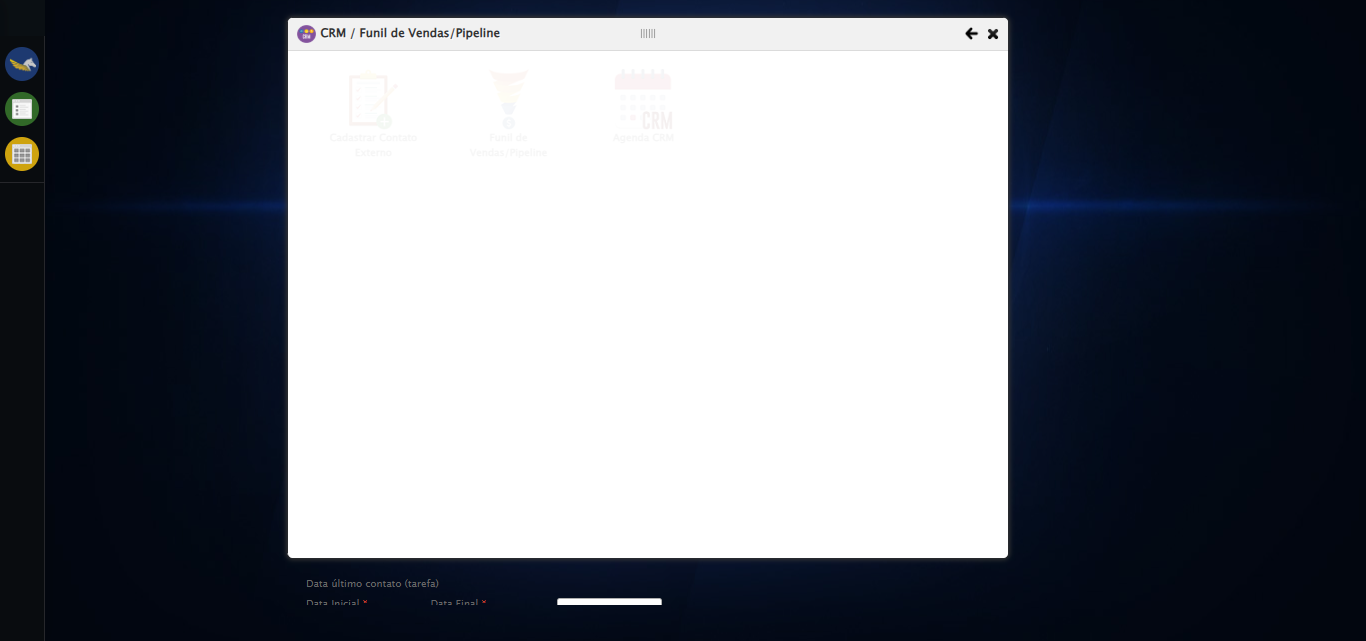 CRM / Funil de Vendas/Pipeline
Cadastrar Contato
Externo
Funil de
Vendas/Pipeline
CRM
Agenda CRM
Data último contato (tarefa)
Data Inicial *
Data Final *